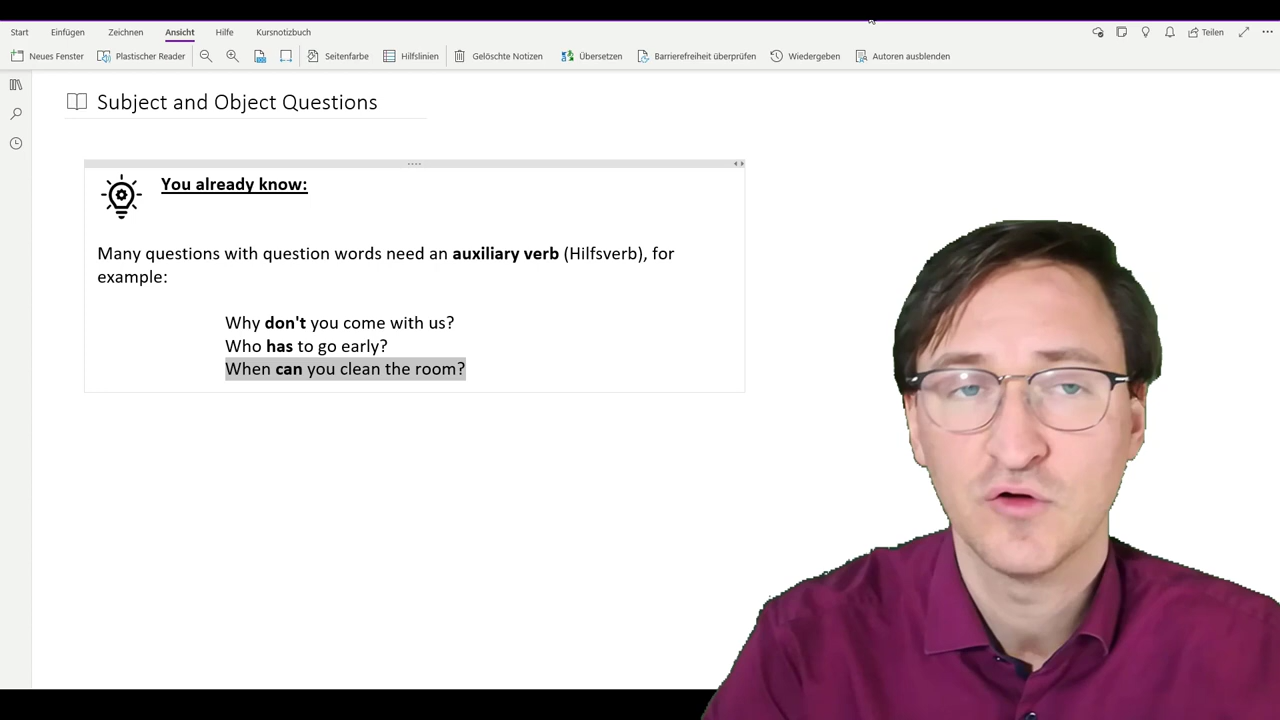 Start Einfügen Zeichnen Ansicht Hilfe Kursnotizbuch Teilen
Neues Fenster Plastischer Reader Seitenfarbe Hilfslinien Gelöschte Notizen Übersetzen Barrierefreiheit überprüfen Wiedergeben Autoren ausblenden
Subject and Object Questions
You already know:
Many questions with question words need an auxiliary verb (Hilfsverb), for
example:
Why don't you come with us?
Who has to go early?
When can you clean the room?